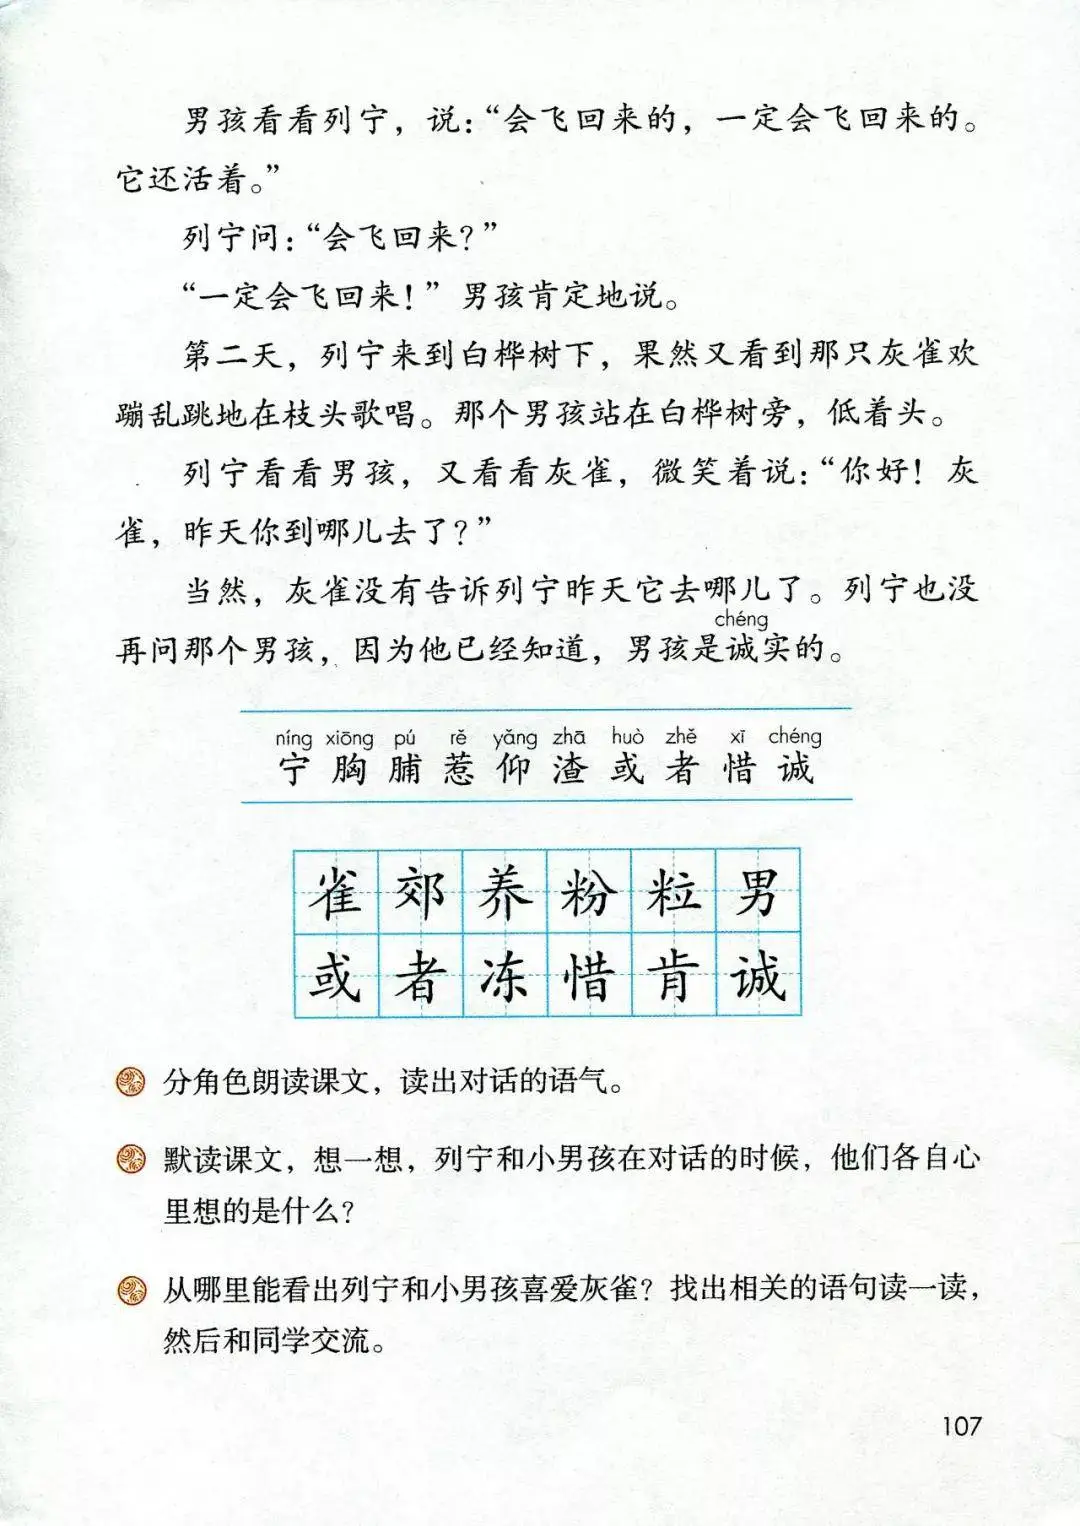 男孩看看列宁，说：“会飞回来的，一定会飞回来的。
它还活着。”
列宁问：“会飞回来？”
“一定会飞回来！”男孩肯定地说。
第二天，列宁来到白桦树下，果然又看到那只灰雀欢
蹦乱跳地在枝头歌唱。那个男孩站在白桦树旁，低着头。
列宁看看男孩，又看看灰雀，微笑着说：“你好！灰
雀，昨天你到哪儿去了？”
当然，灰雀没有告诉列宁昨天它去哪儿了。列宁也没
chéng
再问那个男孩，因为他已经知道，男孩是诚实的。
níng xiōng pú rě yǎng zhā huò zhě xī chéng
宁 胸 脯 惹 仰 渣 或 者 惜 诚
雀 郊 养 粉 粒 男
或 者 冻 惜 肯 诚
分角色朗读课文，读出对话的语气。
默读课文，想一想，列宁和小男孩在对话的时候，他们各自心
里想的是什么？
从哪里能看出列宁和小男孩喜爱灰雀？找出相关的语句读一读，
然后和同学交流。
107